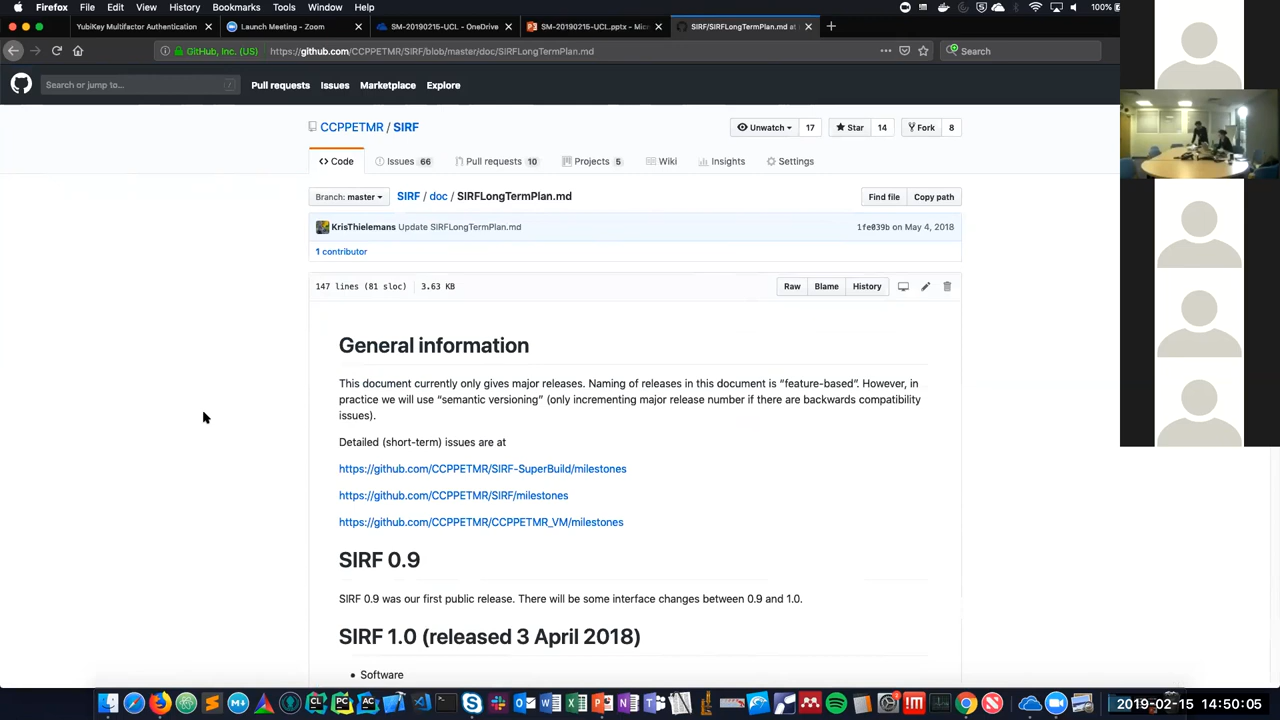 Firefox File Edit View History Bookmarks Tools Window Help 100%
YubiKey Multifactor Authentication
Launch Meeting - Zoom
SM-20190215-UCL - OneDrive
SM-20190215-UCL.pptx - Mic
SIRF/SIRFLongTermPlan.md at
GitHub, Inc. (US) https://github.com/CCPPETMR/SIRF/blob/master/doc/SIRFLongTermPlan.md
Search
Search or jump to... / Pull requests Issues Marketplace Explore
CCPPETMR / SIRF
Unwatch 17 Star 14 Fork 8
Code Issues 66 Pull requests 10 Projects 5 Wiki Insights Settings
Branch: master SIRF / doc / SIRFLongTermPlan.md Find file Copy path
KrisThielemans Update SIRFLongTermPlan.md 1fe039b on May 4, 2018
1 contributor
147 lines (81 sloc) 3.63 KB Raw Blame History
General information
This document currently only gives major releases. Naming of releases in this document is “feature-based”. However, in
practice we will use “semantic versioning” (only incrementing major release number if there are backwards compatibility
issues).
Detailed (short-term) issues are at
https://github.com/CCPPETMR/SIRF-SuperBuild/milestones
https://github.com/CCPPETMR/SIRF/milestones
https://github.com/CCPPETMR/CCPPETMR_VM/milestones
SIRF 0.9
SIRF 0.9 was our first public release. There will be some interface changes between 0.9 and 1.0.
SIRF 1.0 (released 3 April 2018)
• Software
2019-02-15 14:50:05